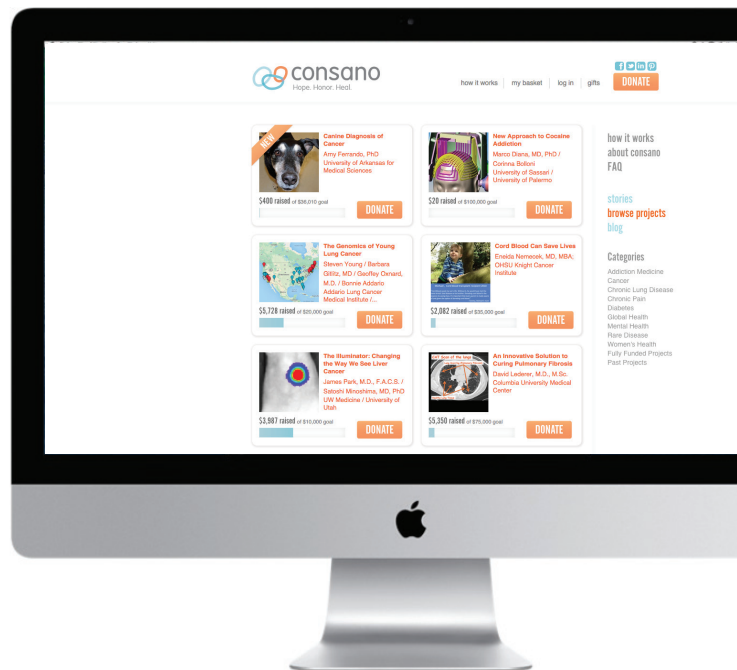 consano
Hope. Honor. Heal.
how it works
my basket
log in
gifts
DONATE
NEW
Canine Diagnosis of
Cancer
Amy Ferrando, PhD
University of Arkansas for
Medical Sciences
$400 raised of $36,010 goal
DONATE
New Approach to Cocaine
Addiction
Marco Diana, MD, PhD /
Corinna Bolloni
University of Sassari /
University of Palermo
$20 raised of $100,000 goal
DONATE
The Genomics of Young
Lung Cancer
Steven Young / Barbara
Gitlitz, MD / Geoffey Oxnard,
M.D. / Bonnie Addario
Addario Lung Cancer
Medical Institute /...
$5,728 raised of $20,000 goal
DONATE
Cord Blood Can Save Lives
Eneida Nemecek, MD, MBA,
OHSU Knight Cancer
Institute
$2,082 raised of $35,000 goal
DONATE
The Illuminator: Changing
the Way We See Liver
Cancer
James Park, M.D., F.A.C.S. /
Satoshi Minoshima, MD, PhD
UW Medicine / University of
Utah
$3,987 raised of $10,000 goal
DONATE
An Innovative Solution to
Curing Pulmonary Fibrosis
David Lederer, M.D., M.Sc.
Columbia University Medical
Center
$5,350 raised of $75,000 goal
DONATE
how it works
about consano
FAQ
stories
browse projects
blog
Categories
Addiction Medicine
Cancer
Chronic Lung Disease
Chronic Pain
Diabetes
Global Health
Mental Health
Rare Disease
Women's Health
Fully Funded Projects
Past Projects